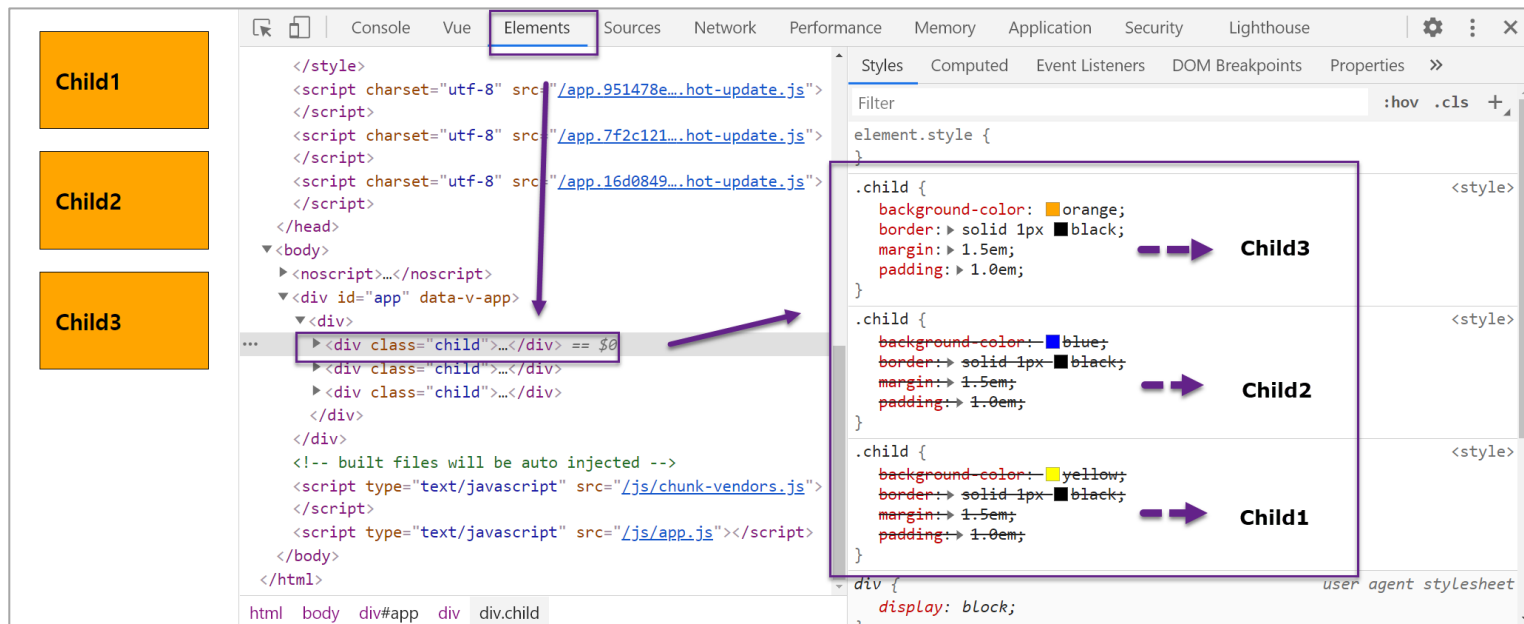 Child1
Child2
Child3
Console Vue Elements Sources Network Performance Memory Application Security Lighthouse
</style>
<script charset="utf-8" src="/app.951478e….hot-update.js">
</script>
<script charset="utf-8" src="/app.7f2c121….hot-update.js">
</script>
<script charset="utf-8" src="/app.16d0849….hot-update.js">
</script>
</head>
▼<body>
▶<noscript>…</noscript>
▼<div id="app" data-v-app>
▼<div>
… ▶<div class="child">…</div> == $0
▶<div class="child">…</div>
▶<div class="child">…</div>
</div>
</div>
<!-- built files will be auto injected -->
<script type="text/javascript" src="/js/chunk-vendors.js">
</script>
<script type="text/javascript" src="/js/app.js"></script>
</body>
</html>
html body div#app div div.child
Styles Computed Event Listeners DOM Breakpoints Properties »
Filter :hov .cls +
element.style {
}
.child { <style>
background-color: orange;
border: ▶ solid 1px black;
margin: ▶ 1.5em;
padding: ▶ 1.0em;
}
Child3
.child { <style>
background-color: blue;
border: ▶ solid 1px black;
margin: ▶ 1.5em;
padding: ▶ 1.0em;
}
Child2
.child { <style>
background-color: yellow;
border: ▶ solid 1px black;
margin: ▶ 1.5em;
padding: ▶ 1.0em;
}
Child1
div { user agent stylesheet
display: block;